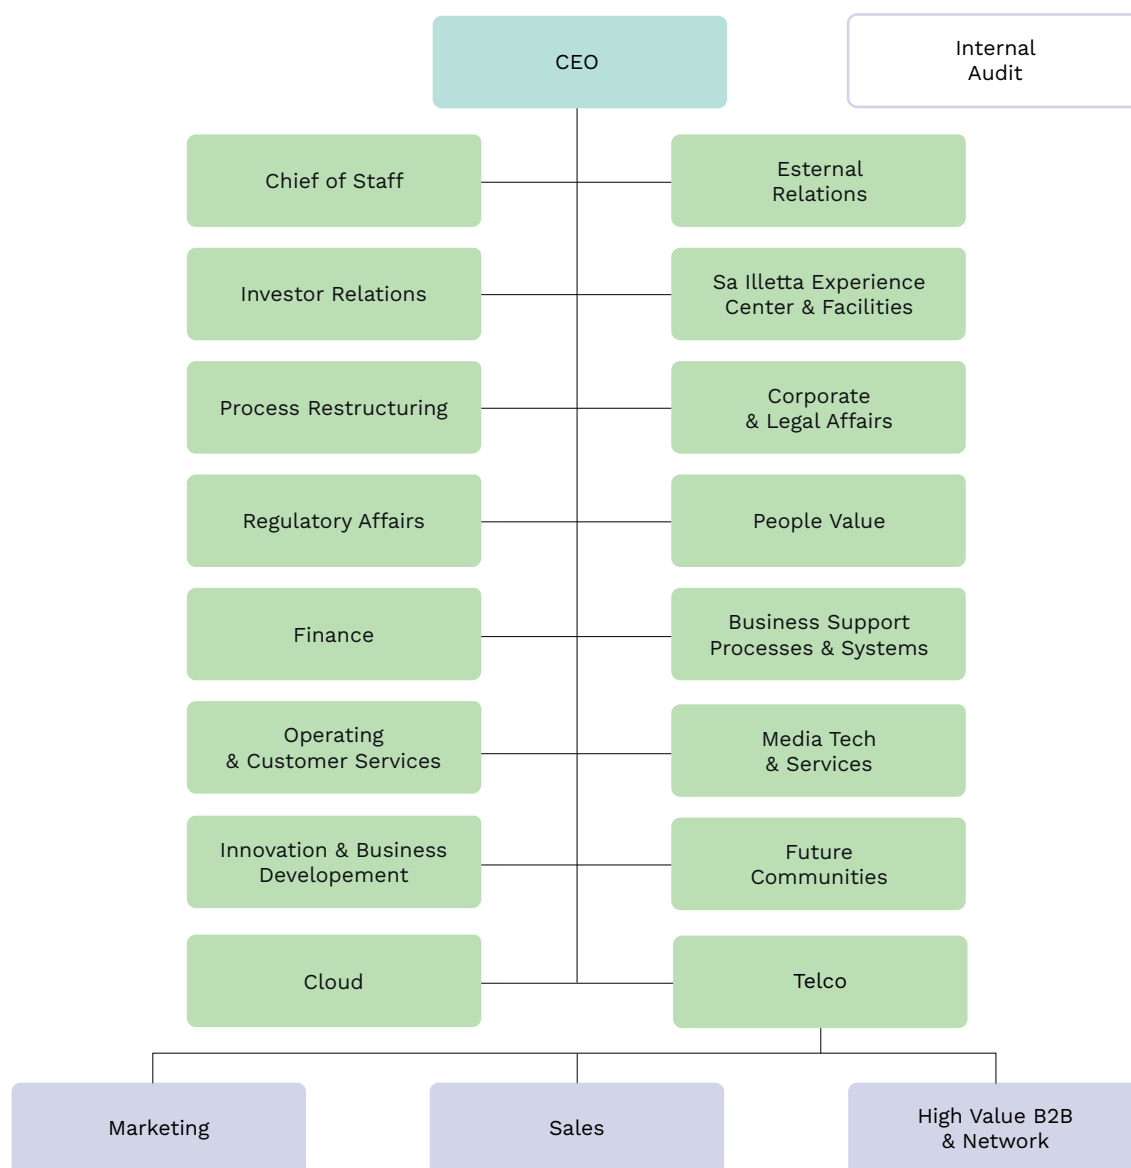 CEO
Internal
Audit
Chief of Staff
Esternal
Relations
Investor Relations
Sa Illetta Experience
Center & Facilities
Process Restructuring
Corporate
& Legal Affairs
Regulatory Affairs
People Value
Finance
Business Support
Processes & Systems
Operating
& Customer Services
Media Tech
& Services
Innovation & Business
Developement
Future
Communities
Cloud
Telco
Marketing
Sales
High Value B2B
& Network